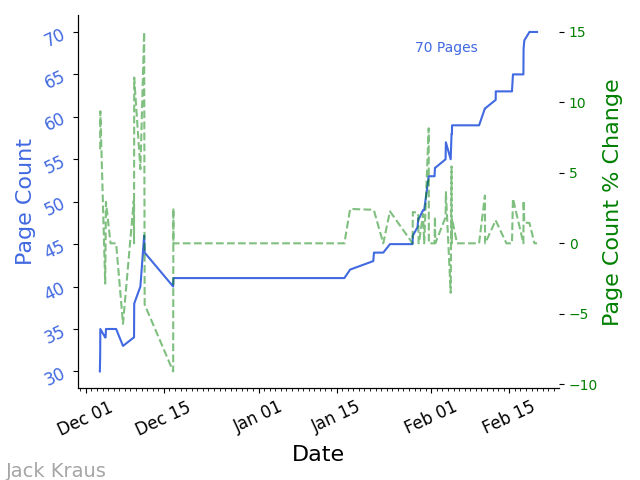 70 Pages
Page Count
70
65
60
55
50
45
40
35
30
Page Count % Change
15
10
5
0
−5
−10
Dec 01
Dec 15
Jan 01
Jan 15
Feb 01
Feb 15
Date
Jack Kraus